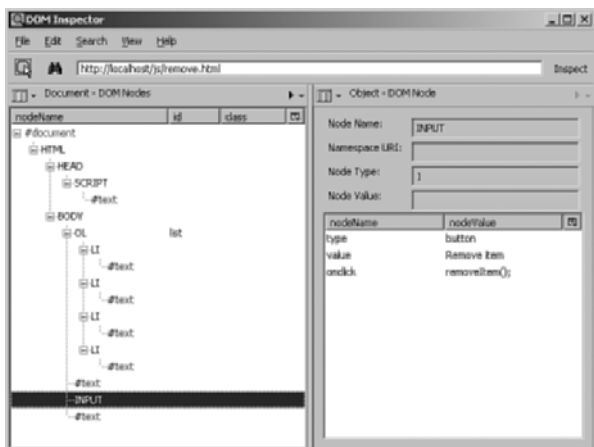 DOM Inspector
File Edit Search View Help
http://localhost/js/remove.html Inspect
Document - DOM Nodes
nodeName id class
#document
HTML
HEAD
SCRIPT
#text
BODY
OL list
LI
#text
LI
#text
LI
#text
LI
#text
#text
INPUT
#text
Object - DOM Node
Node Name: INPUT
Namespace URI:
Node Type: 1
Node Value:
nodeName nodeValue
type button
value Remove item
onclick removeItem();